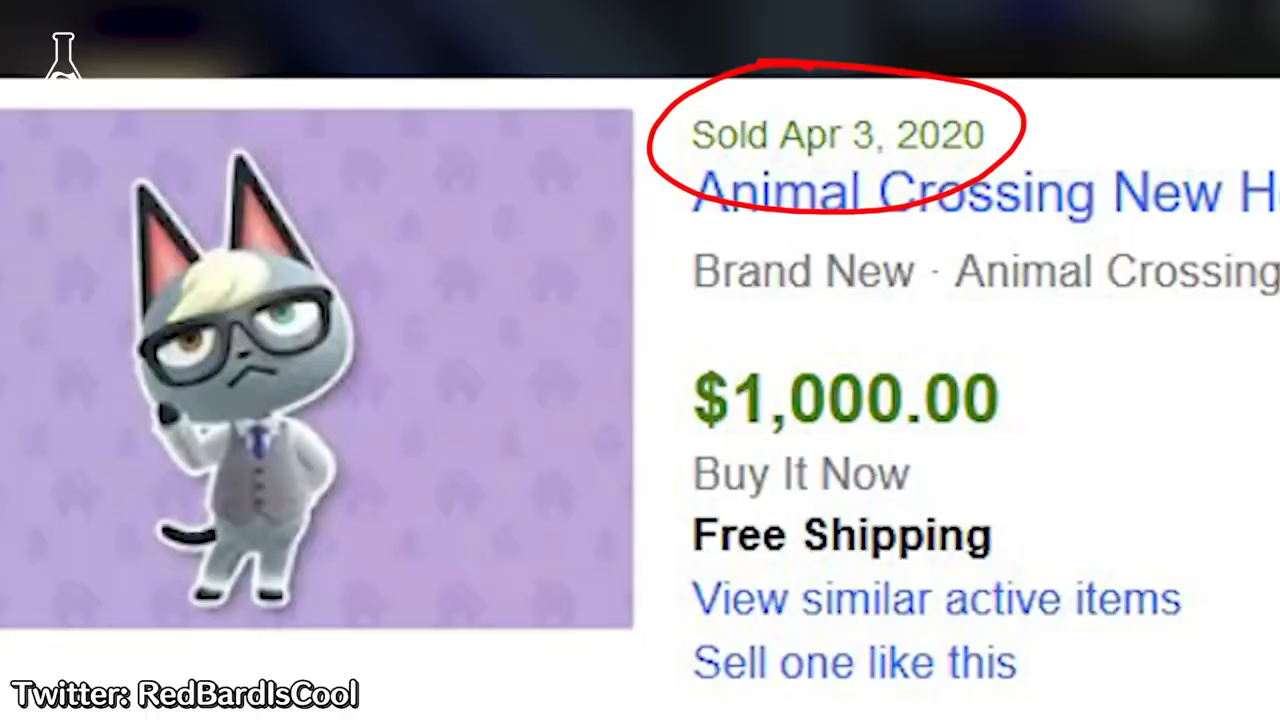 Sold Apr 3, 2020
Animal Crossing New
Brand New · Animal Crossing
$1,000.00
Buy It Now
Free Shipping
View similar active items
Sell one like this
Twitter: RedBardIsCool